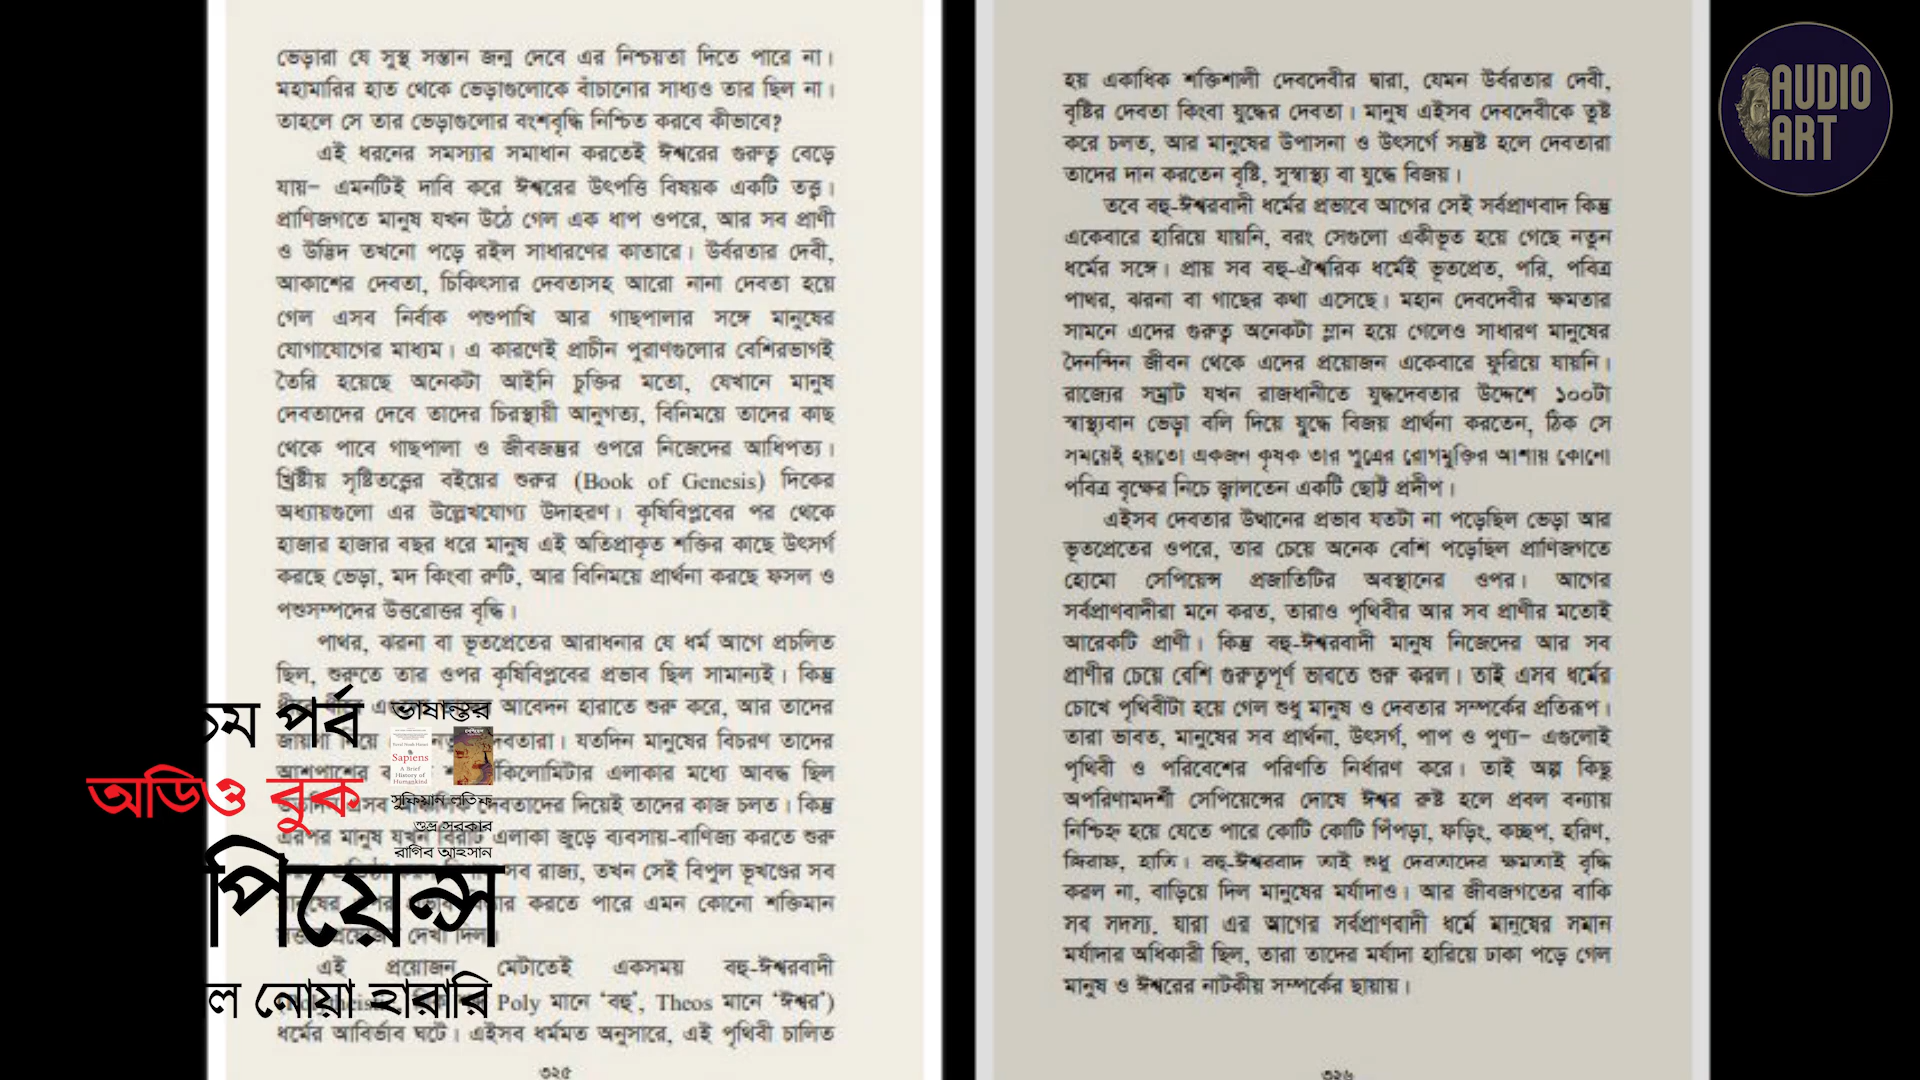 ভেড়ারা যে সুস্থ সন্তান জন্ম দেবে এর নিশ্চয়তা দিতে পারে না।
মহামারির হাত থেকে ভেড়াগুলোকে বাঁচানোর সাধ্যও তার ছিল না।
তাহলে সে তার ভেড়াগুলোর বংশবৃদ্ধি নিশ্চিত করবে কীভাবে?
এই ধরনের সমস্যার সমাধান করতেই ঈশ্বরের গুরুত্ব বেড়ে
যায়– এমনটিই দাবি করে ঈশ্বরের উৎপত্তি বিষয়ক একটি তত্ত্ব।
প্রাণিজগতে মানুষ যখন উঠে গেল এক ধাপ ওপরে, আর সব প্রাণী
ও উদ্ভিদ তখনো পড়ে রইল সাধারণের কাতারে। উর্বরতার দেবী,
আকাশের দেবতা, চিকিৎসার দেবতাসহ আরো নানা দেবতা হয়ে
গেল এসব নির্বাক পশুপাখি আর গাছপালার সঙ্গে মানুষের
যোগাযোগের মাধ্যম। এ কারণেই প্রাচীন পুরাণগুলোর বেশিরভাগই
তৈরি হয়েছে অনেকটা আইনি চুক্তির মতো, যেখানে মানুষ
দেবতাদের দেবে তাদের চিরস্থায়ী আনুগত্য, বিনিময়ে তাদের কাছ
থেকে পাবে গাছপালা ও জীবজন্তুর ওপরে নিজেদের আধিপত্য।
খ্রিষ্টীয় সৃষ্টিতত্ত্বের বইয়ের শুরুর (Book of Genesis) দিকের
অধ্যায়গুলো এর উল্লেখযোগ্য উদাহরণ। কৃষিবিপ্লবের পর থেকে
হাজার হাজার বছর ধরে মানুষ এই অতিপ্রাকৃত শক্তির কাছে উৎসর্গ
করছে ভেড়া, মদ কিংবা রুটি, আর বিনিময়ে প্রার্থনা করছে ফসল ও
পশুসম্পদের উত্তরোত্তর বৃদ্ধি।
পাথর, ঝরনা বা ভূতপ্রেতের আরাধনার যে ধর্ম আগে প্রচলিত
ছিল, শুরুতে তার ওপর কৃষিবিপ্লবের প্রভাব ছিল সামান্যই। কিন্তু
আবেদন হারাতে শুরু করে, আর তাদের
জায়গা নিয়ে দেবতারা। যতদিন মানুষের বিচরণ তাদের
আশপাশের কিলোমিটার এলাকার মধ্যে আবদ্ধ ছিল
এসব দেবতাদের দিয়েই তাদের কাজ চলত। কিন্তু
এরপর মানুষ যখন বিরাট এলাকা জুড়ে ব্যবসায়-বাণিজ্য করতে শুরু
সব রাজ্য, তখন সেই বিপুল ভূখণ্ডের সব
করতে পারে এমন কোনো শক্তিমান
দেখা দিল।
এই প্রয়োজন মেটাতেই একসময় বহু-ঈশ্বরবাদী
Poly মানে ‘বহু’, Theos মানে ‘ঈশ্বর’)
ধর্মের আবির্ভাব ঘটে। এইসব ধর্মমত অনুসারে, এই পৃথিবী চালিত
৩২৫
চম পর্ব
অডিও বুক
পিয়েন্স
ল নোয়া হারারি
ভাষান্তর
Sapiens
A Brief
History of
Humankind
সুফিয়ান লতিফ
শুভ্র সরকার
রাগিব আহসান
হয় একাধিক শক্তিশালী দেবদেবীর দ্বারা, যেমন উর্বরতার দেবী,
বৃষ্টির দেবতা কিংবা যুদ্ধের দেবতা। মানুষ এইসব দেবদেবীকে তুষ্ট
করে চলত, আর মানুষের উপাসনা ও উৎসর্গে সন্তুষ্ট হলে দেবতারা
তাদের দান করতেন বৃষ্টি, সুস্বাস্থ্য বা যুদ্ধে বিজয়।
তবে বহু-ঈশ্বরবাদী ধর্মের প্রভাবে আগের সেই সর্বপ্রাণবাদ কিন্তু
একেবারে হারিয়ে যায়নি, বরং সেগুলো একীভূত হয়ে গেছে নতুন
ধর্মের সঙ্গে। প্রায় সব বহু-ঐশ্বরিক ধর্মেই ভূতপ্রেত, পরি, পবিত্র
পাথর, ঝরনা বা গাছের কথা এসেছে। মহান দেবদেবীর ক্ষমতার
সামনে এদের গুরুত্ব অনেকটা ম্লান হয়ে গেলেও সাধারণ মানুষের
দৈনন্দিন জীবন থেকে এদের প্রয়োজন একেবারে ফুরিয়ে যায়নি।
রাজ্যের সম্রাট যখন রাজধানীতে যুদ্ধদেবতার উদ্দেশে ১০০টা
স্বাস্থ্যবান ভেড়া বলি দিয়ে যুদ্ধে বিজয় প্রার্থনা করতেন, ঠিক সে
সময়েই হয়তো একজন কৃষক তার পুত্রের রোগমুক্তির আশায় কোনো
পবিত্র বৃক্ষের নিচে জ্বালতেন একটি ছোট্ট প্রদীপ।
এইসব দেবতার উত্থানের প্রভাব যতটা না পড়েছিল ভেড়া আর
ভূতপ্রেতের ওপরে, তার চেয়ে অনেক বেশি পড়েছিল প্রাণিজগতে
হোমো সেপিয়েন্স প্রজাতিটির অবস্থানের ওপর। আগের
সর্বপ্রাণবাদীরা মনে করত, তারাও পৃথিবীর আর সব প্রাণীর মতোই
আরেকটি প্রাণী। কিন্তু বহু-ঈশ্বরবাদী মানুষ নিজেদের আর সব
প্রাণীর চেয়ে বেশি গুরুত্বপূর্ণ ভাবতে শুরু করল। তাই এসব ধর্মের
চোখে পৃথিবীটা হয়ে গেল শুধু মানুষ ও দেবতার সম্পর্কের প্রতিরূপ।
তারা ভাবত, মানুষের সব প্রার্থনা, উৎসর্গ, পাপ ও পুণ্য– এগুলোই
পৃথিবী ও পরিবেশের পরিণতি নির্ধারণ করে। তাই অল্প কিছু
অপরিণামদর্শী সেপিয়েন্সের দোষে ঈশ্বর রুষ্ট হলে প্রবল বন্যায়
নিশ্চিহ্ন হয়ে যেতে পারে কোটি কোটি পিঁপড়া, ফড়িং, কচ্ছপ, হরিণ,
জিরাফ, হাতি। বহু-ঈশ্বরবাদ তাই শুধু দেবতাদের ক্ষমতাই বৃদ্ধি
করল না, বাড়িয়ে দিল মানুষের মর্যাদাও। আর জীবজগতের বাকি
সব সদস্য, যারা এর আগের সর্বপ্রাণবাদী ধর্মে মানুষের সমান
মর্যাদার অধিকারী ছিল, তারা তাদের মর্যাদা হারিয়ে ঢাকা পড়ে গেল
মানুষ ও ঈশ্বরের নাটকীয় সম্পর্কের ছায়ায়।
৩২৬
AUDIO
ART